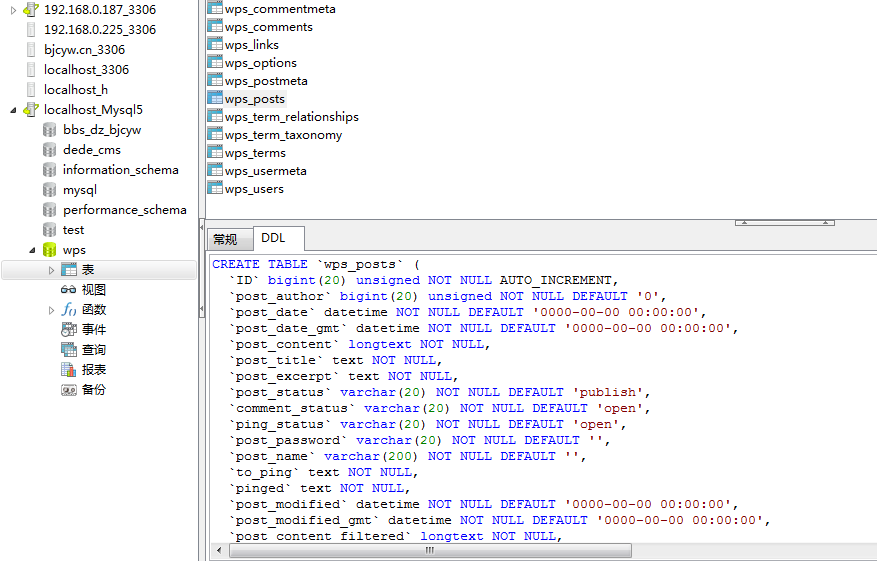 192.168.0.187_3306
192.168.0.225_3306
bjcyw.cn_3306
localhost_3306
localhost_h
localhost_Mysql5
bbs_dz_bjcyw
dede_cms
information_schema
mysql
performance_schema
test
wps
表
视图
函数
事件
查询
报表
备份
wps_commentmeta
wps_comments
wps_links
wps_options
wps_postmeta
wps_posts
wps_term_relationships
wps_term_taxonomy
wps_terms
wps_usermeta
wps_users
常规 DDL
CREATE TABLE `wps_posts` (
`ID` bigint(20) unsigned NOT NULL AUTO_INCREMENT,
`post_author` bigint(20) unsigned NOT NULL DEFAULT '0',
`post_date` datetime NOT NULL DEFAULT '0000-00-00 00:00:00',
`post_date_gmt` datetime NOT NULL DEFAULT '0000-00-00 00:00:00',
`post_content` longtext NOT NULL,
`post_title` text NOT NULL,
`post_excerpt` text NOT NULL,
`post_status` varchar(20) NOT NULL DEFAULT 'publish',
`comment_status` varchar(20) NOT NULL DEFAULT 'open',
`ping_status` varchar(20) NOT NULL DEFAULT 'open',
`post_password` varchar(20) NOT NULL DEFAULT '',
`post_name` varchar(200) NOT NULL DEFAULT '',
`to_ping` text NOT NULL,
`pinged` text NOT NULL,
`post_modified` datetime NOT NULL DEFAULT '0000-00-00 00:00:00',
`post_modified_gmt` datetime NOT NULL DEFAULT '0000-00-00 00:00:00',
`post_content_filtered` longtext NOT NULL,